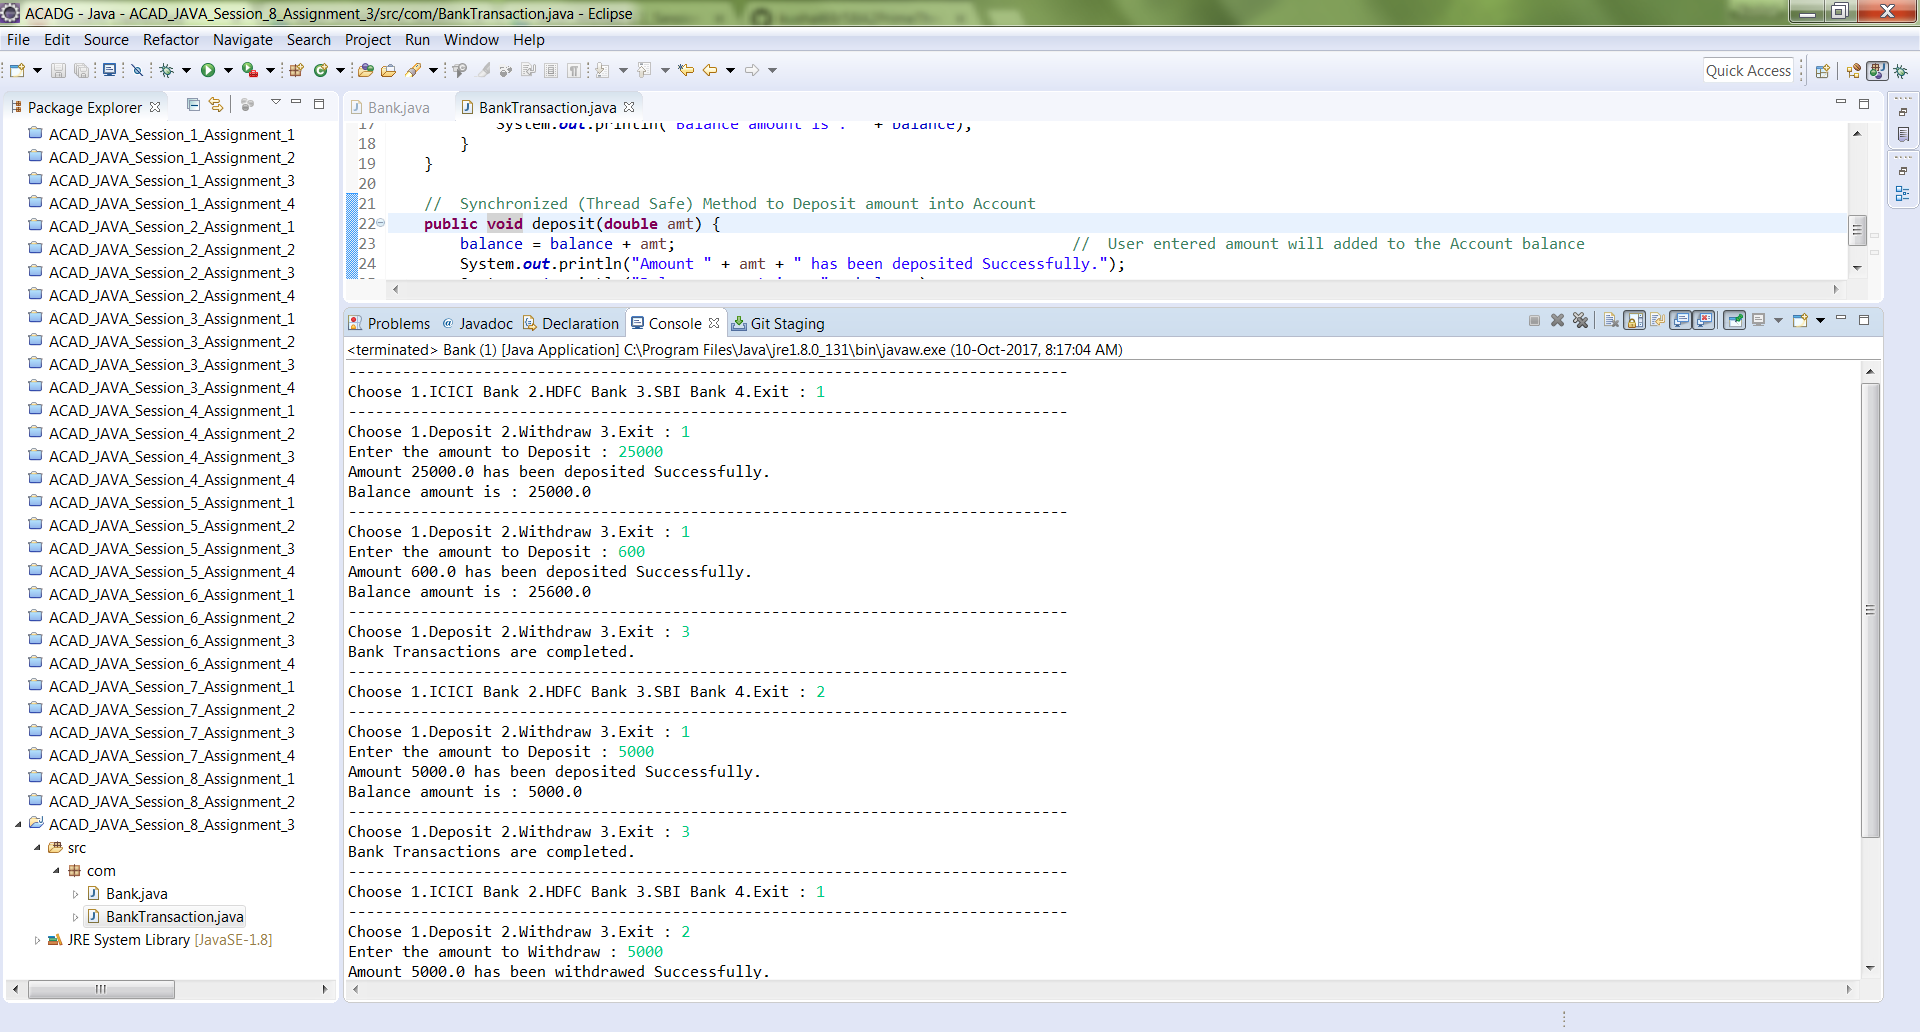 ACADG - Java - ACAD_JAVA_Session_8_Assignment_3/src/com/BankTransaction.java - Eclipse
File Edit Source Refactor Navigate Search Project Run Window Help
Quick Access
Package Explorer
ACAD_JAVA_Session_1_Assignment_1
ACAD_JAVA_Session_1_Assignment_2
ACAD_JAVA_Session_1_Assignment_3
ACAD_JAVA_Session_1_Assignment_4
ACAD_JAVA_Session_2_Assignment_1
ACAD_JAVA_Session_2_Assignment_2
ACAD_JAVA_Session_2_Assignment_3
ACAD_JAVA_Session_2_Assignment_4
ACAD_JAVA_Session_3_Assignment_1
ACAD_JAVA_Session_3_Assignment_2
ACAD_JAVA_Session_3_Assignment_3
ACAD_JAVA_Session_3_Assignment_4
ACAD_JAVA_Session_4_Assignment_1
ACAD_JAVA_Session_4_Assignment_2
ACAD_JAVA_Session_4_Assignment_3
ACAD_JAVA_Session_4_Assignment_4
ACAD_JAVA_Session_5_Assignment_1
ACAD_JAVA_Session_5_Assignment_2
ACAD_JAVA_Session_5_Assignment_3
ACAD_JAVA_Session_5_Assignment_4
ACAD_JAVA_Session_6_Assignment_1
ACAD_JAVA_Session_6_Assignment_2
ACAD_JAVA_Session_6_Assignment_3
ACAD_JAVA_Session_6_Assignment_4
ACAD_JAVA_Session_7_Assignment_1
ACAD_JAVA_Session_7_Assignment_2
ACAD_JAVA_Session_7_Assignment_3
ACAD_JAVA_Session_7_Assignment_4
ACAD_JAVA_Session_8_Assignment_1
ACAD_JAVA_Session_8_Assignment_2
ACAD_JAVA_Session_8_Assignment_3
src
com
Bank.java
BankTransaction.java
JRE System Library [JavaSE-1.8]
Bank.java BankTransaction.java
17 System.out.println("Balance amount is : " + balance);
18 }
19 }
20
21 // Synchronized (Thread Safe) Method to Deposit amount into Account
22 public void deposit(double amt) {
23 balance = balance + amt; // User entered amount will added to the Account balance
24 System.out.println("Amount " + amt + " has been deposited Successfully.");
Problems @ Javadoc Declaration Console Git Staging
<terminated> Bank (1) [Java Application] C:\Program Files\Java\jre1.8.0_131\bin\javaw.exe (10-Oct-2017, 8:17:04 AM)
--------------------------------------------------------------------------------
Choose 1.ICICI Bank 2.HDFC Bank 3.SBI Bank 4.Exit : 1
--------------------------------------------------------------------------------
Choose 1.Deposit 2.Withdraw 3.Exit : 1
Enter the amount to Deposit : 25000
Amount 25000.0 has been deposited Successfully.
Balance amount is : 25000.0
--------------------------------------------------------------------------------
Choose 1.Deposit 2.Withdraw 3.Exit : 1
Enter the amount to Deposit : 600
Amount 600.0 has been deposited Successfully.
Balance amount is : 25600.0
--------------------------------------------------------------------------------
Choose 1.Deposit 2.Withdraw 3.Exit : 3
Bank Transactions are completed.
--------------------------------------------------------------------------------
Choose 1.ICICI Bank 2.HDFC Bank 3.SBI Bank 4.Exit : 2
--------------------------------------------------------------------------------
Choose 1.Deposit 2.Withdraw 3.Exit : 1
Enter the amount to Deposit : 5000
Amount 5000.0 has been deposited Successfully.
Balance amount is : 5000.0
--------------------------------------------------------------------------------
Choose 1.Deposit 2.Withdraw 3.Exit : 3
Bank Transactions are completed.
--------------------------------------------------------------------------------
Choose 1.ICICI Bank 2.HDFC Bank 3.SBI Bank 4.Exit : 1
--------------------------------------------------------------------------------
Choose 1.Deposit 2.Withdraw 3.Exit : 2
Enter the amount to Withdraw : 5000
Amount 5000.0 has been withdrawed Successfully.